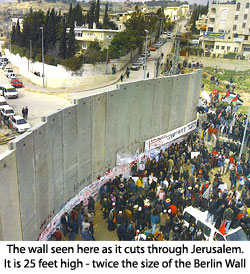 The wall seen here as it cuts through Jerusalem.
It is 25 feet high - twice the size of the Berlin Wall